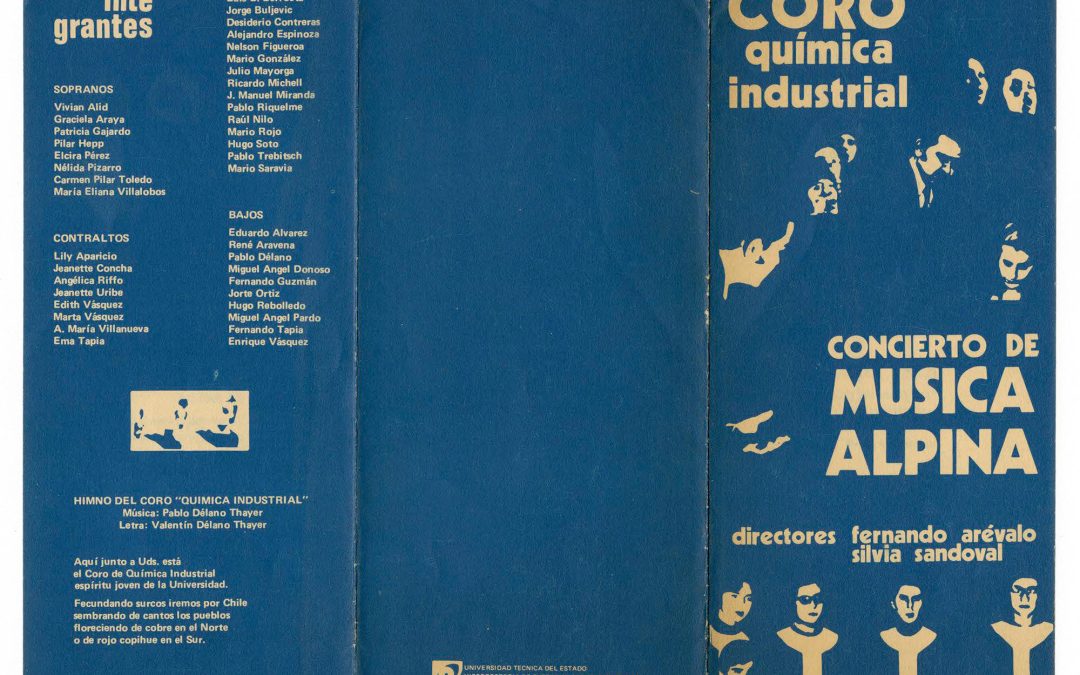 inte
grantes
SOPRANOS
Vivian Alid
Graciela Araya
Patricia Gajardo
Pilar Hepp
Elcira Pérez
Nélida Pizarro
Carmen Pilar Toledo
María Eliana Villalobos
CONTRALTOS
Lily Aparicio
Jeanette Concha
Angélica Riffo
Jeanette Uribe
Edith Vásquez
Marta Vásquez
A. María Villanueva
Ema Tapia
Jorge Buljevic
Desiderio Contreras
Alejandro Espinoza
Nelson Figueroa
Mario González
Julio Mayorga
Ricardo Michell
J. Manuel Miranda
Pablo Riquelme
Raúl Nilo
Mario Rojo
Hugo Soto
Pablo Trebitsch
Mario Saravia
BAJOS
Eduardo Alvarez
René Aravena
Pablo Délano
Miguel Angel Donoso
Fernando Guzmán
Jorte Ortiz
Hugo Rebolledo
Miguel Angel Pardo
Fernando Tapia
Enrique Vásquez
HIMNO DEL CORO "QUIMICA INDUSTRIAL"
Música: Pablo Délano Thayer
Letra: Valentín Délano Thayer
Aquí junto a Uds. está
el Coro de Química Industrial
espíritu joven de la Universidad.
Fecundando surcos iremos por Chile
sembrando de cantos los pueblos
floreciendo de cobre en el Norte
o de rojo copihue en el Sur.
UNIVERSIDAD TECNICA DEL ESTADO
CORO
química
industrial
CONCIERTO DE
MUSICA
ALPINA
directores fernando arévalo
silvia sandoval